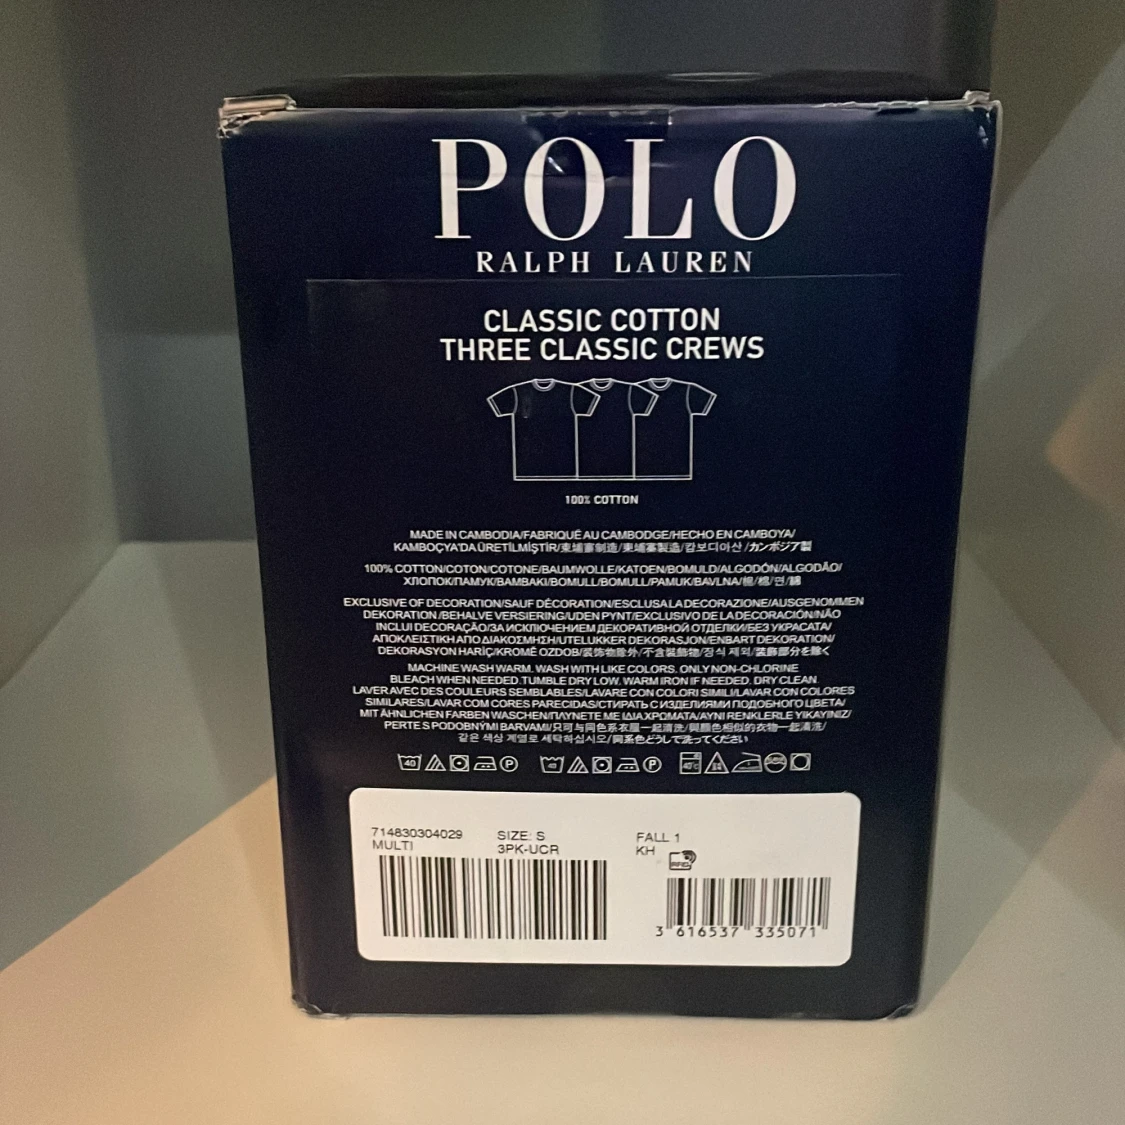 POLO
RALPH LAUREN
CLASSIC COTTON
THREE CLASSIC CREWS
100% COTTON
MADE IN CAMBODIA/FABRIQUÉ AU CAMBODGE/HECHO EN CAMBOYA/
KAMBOÇYA'DA ÜRETİLMİŞTİR/柬埔寨制造/柬埔寨製造/캄보디아산/カンボジア製
100% COTTON/COTON/COTONE/BAUMWOLLE/KATOEN/BOMULD/ALGODÓN/ALGODÃO/
ХЛОПОК/ПАМУК/ΒΑΜΒΑΚΙ/BOMULL/BOMULL/PAMUK/BAVLNA/棉/棉/면/綿
EXCLUSIVE OF DECORATION/SAUF DÉCORATION/ESCLUSA LA DECORAZIONE/AUSGENOMMEN
DEKORATION /BEHALVE VERSIERING/UDEN PYNT/EXCLUSIVO DE LA DECORACIÓN/NÃO
INCLUI DECORAÇÃO/ЗА ИСКЛЮЧЕНИЕМ ДЕКОРАТИВНОЙ ОТДЕЛКИ/БЕЗ УКРАСАТА/
ΑΠΟΚΛΕΙΣΤΙΚΗ ΑΠΟ ΔΙΑΚΟΣΜΗΣΗ/UTELUKKER DEKORASJON/ENBART DEKORATION/
DEKORASYON HARİÇ/KROMĚ OZDOB/装饰物除外/不含裝飾物/장식 제외/装飾部分を除く
MACHINE WASH WARM. WASH WITH LIKE COLORS. ONLY NON-CHLORINE
BLEACH WHEN NEEDED. TUMBLE DRY LOW. WARM IRON IF NEEDED. DRY CLEAN.
LAVER AVEC DES COULEURS SEMBLABLES/LAVARE CON COLORI SIMILI/LAVAR CON COLORES
SIMILARES/LAVAR COM CORES PARECIDAS/СТИРАТЬ С ИЗДЕЛИЯМИ ПОДОБНОГО ЦВЕТА/
MIT ÄHNLICHEN FARBEN WASCHEN/ΠΛΥΝΕΤΕ ΜΕ ΙΔΙΑ ΧΡΩΜΑΤΑ/AYNI RENKLERLE YIKAYINIZ/
PERTE S PODOBNÝMI BARVAMI/只可与同色系衣服一起清洗/與顏色相似的衣物一起清洗/
같은 색상 계열로 세탁하십시오/同系色どうしで洗ってください
40 P 40 P 40°C
714830304029 SIZE: S FALL 1
MULTI 3PK-UCR KH RFID
3 616537 335071